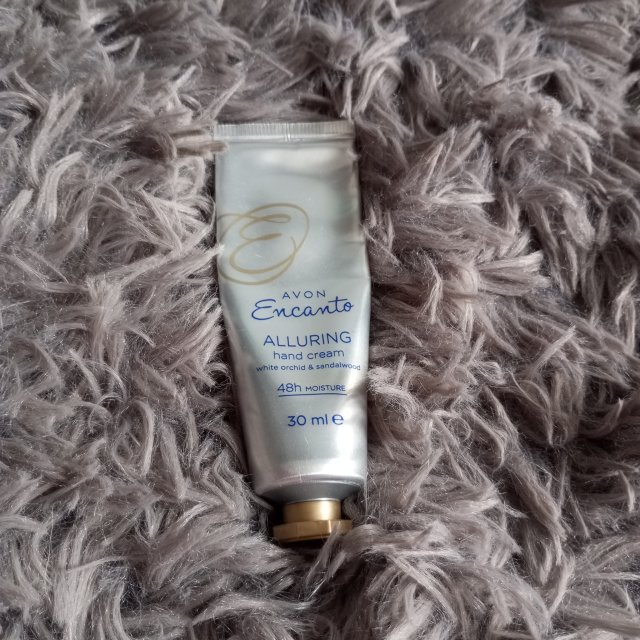 E
AVON
Encanto
ALLURING
hand cream
white orchid & sandalwood
48h MOISTURE
30 ml e